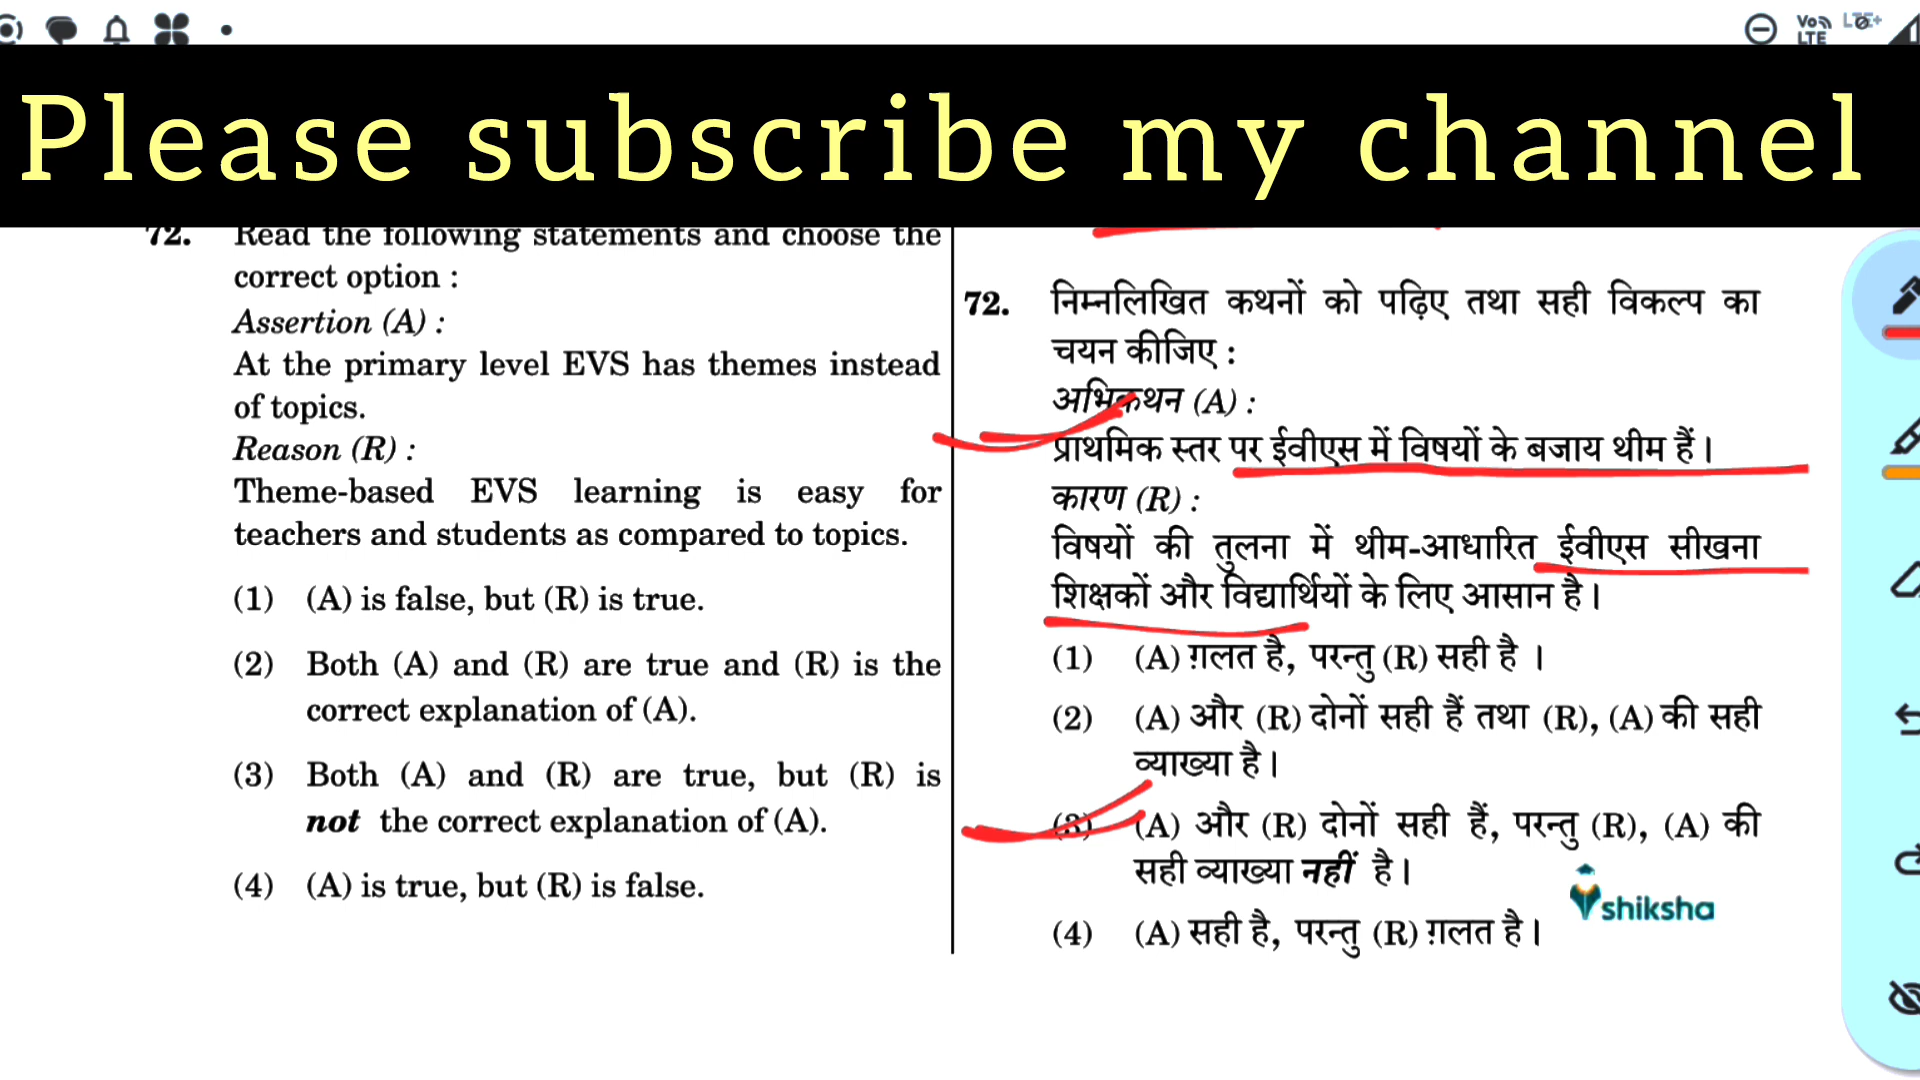 Please subscribe my channel
72. Read the following statements and choose the
correct option :
Assertion (A) :
At the primary level EVS has themes instead
of topics.
Reason (R) :
Theme-based EVS learning is easy for
teachers and students as compared to topics.
(1) (A) is false, but (R) is true.
(2) Both (A) and (R) are true and (R) is the
correct explanation of (A).
(3) Both (A) and (R) are true, but (R) is
not the correct explanation of (A).
(4) (A) is true, but (R) is false.
72. निम्नलिखित कथनों को पढ़िए तथा सही विकल्प का
चयन कीजिए :
अभिकथन (A) :
प्राथमिक स्तर पर ईवीएस में विषयों के बजाय थीम हैं।
कारण (R) :
विषयों की तुलना में थीम-आधारित ईवीएस सीखना
शिक्षकों और विद्यार्थियों के लिए आसान है।
(1) (A) ग़लत है, परन्तु (R) सही है ।
(2) (A) और (R) दोनों सही हैं तथा (R), (A) की सही
व्याख्या है।
(3) (A) और (R) दोनों सही हैं, परन्तु (R), (A) की
सही व्याख्या नहीं है।
(4) (A) सही है, परन्तु (R) ग़लत है।
shiksha
Vo LTE
LTE+